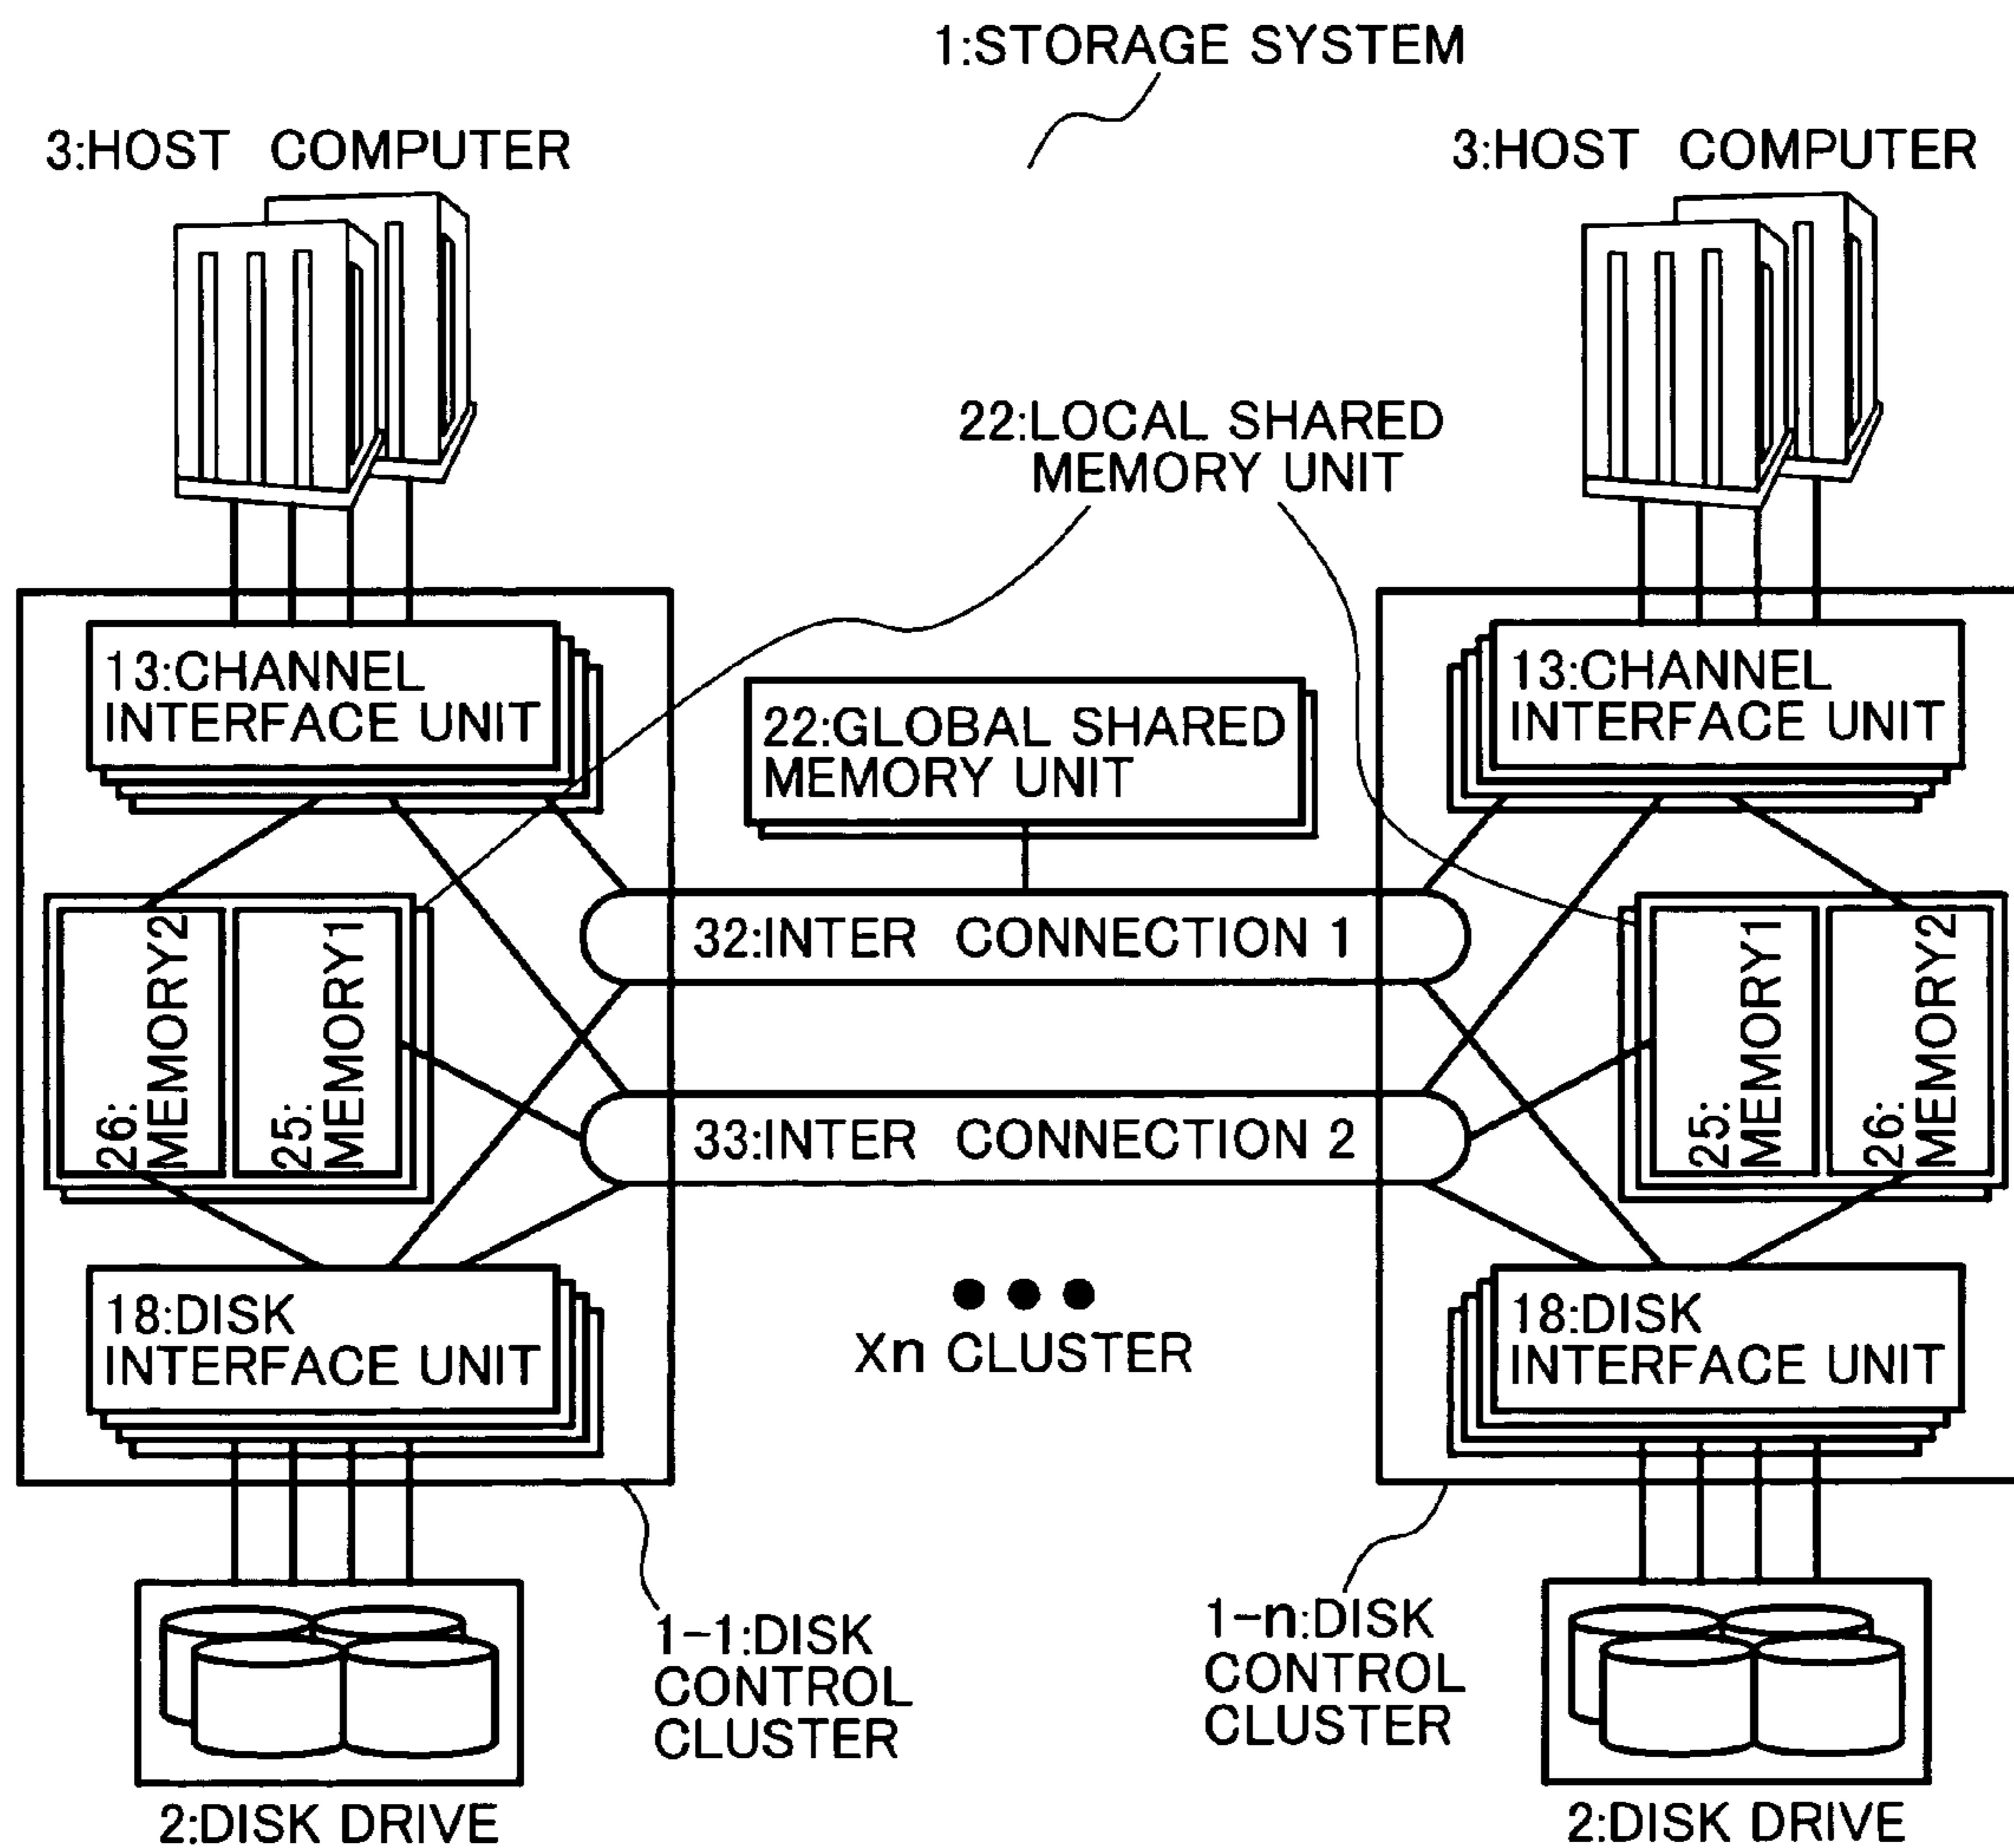 1:STORAGE SYSTEM
3:HOST COMPUTER
3:HOST COMPUTER
22:LOCAL SHARED
MEMORY UNIT
13:CHANNEL
INTERFACE UNIT
22:GLOBAL SHARED
MEMORY UNIT
13:CHANNEL
INTERFACE UNIT
26:
MEMORY2
25:
MEMORY1
32:INTER CONNECTION 1
33:INTER CONNECTION 2
25:
MEMORY1
26:
MEMORY2
18:DISK
INTERFACE UNIT
Xn CLUSTER
18:DISK
INTERFACE UNIT
1-1:DISK
CONTROL
CLUSTER
1-n:DISK
CONTROL
CLUSTER
2:DISK DRIVE
2:DISK DRIVE